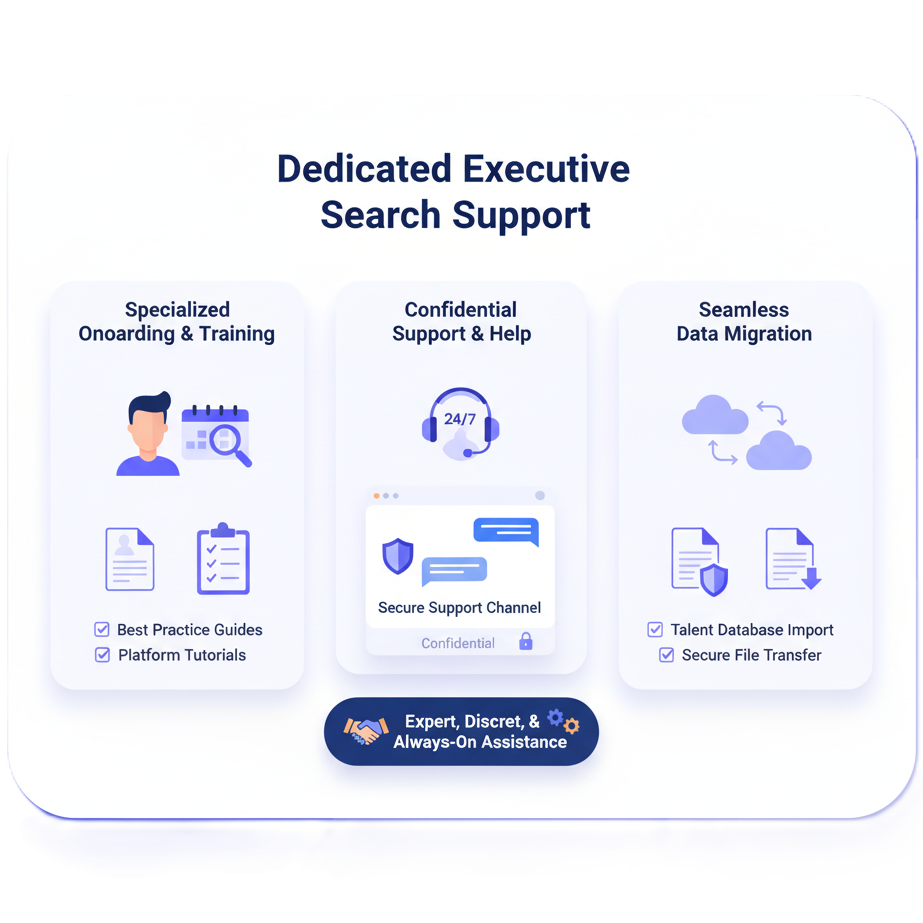 Dedicated Executive
Search Support
Specialized
Onoarding & Training
Best Practice Guides
Platform Tutorials
Confidential
Support & Help
24/7
Secure Support Channel
Confidential
Seamless
Data Migration
Talent Database Import
Secure File Transfer
Expert, Discret, &
Always-On Assistance